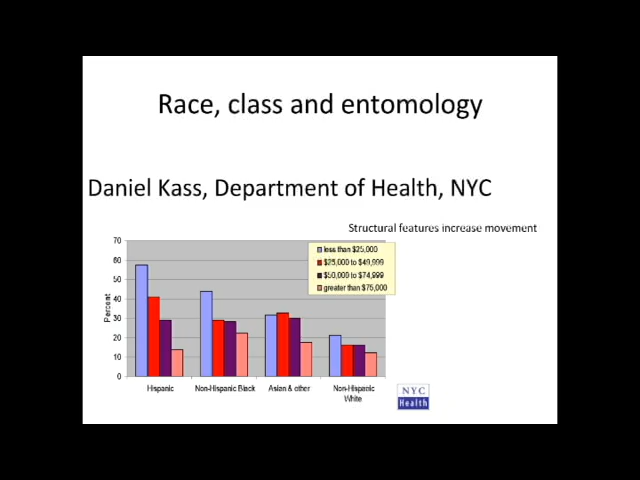 Race, class and entomology
Daniel Kass, Department of Health, NYC
Structural features increase movement
70
60
50
40
30
20
10
0
Percent
less than $25,000
$25,000 to $49,999
$50,000 to $74,999
greater than $75,000
Hispanic
Non-Hispanic Black
Asian & other
Non-Hispanic
White
NYC
Health